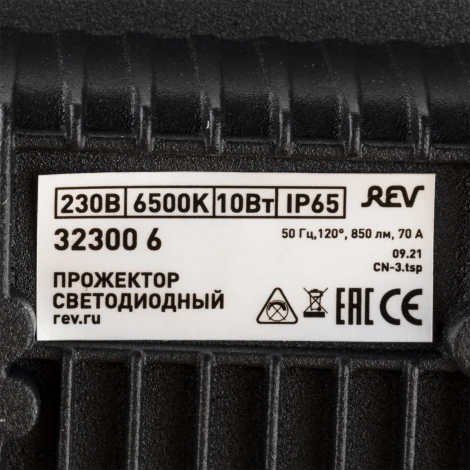 230В 6500К 10Вт IP65 REV
32300 6
50 Гц,120°, 850 лм, 70 А
09.21
CN-3.tsp
ПРОЖЕКТОР
СВЕТОДИОДНЫЙ
rev.ru
EAC CE